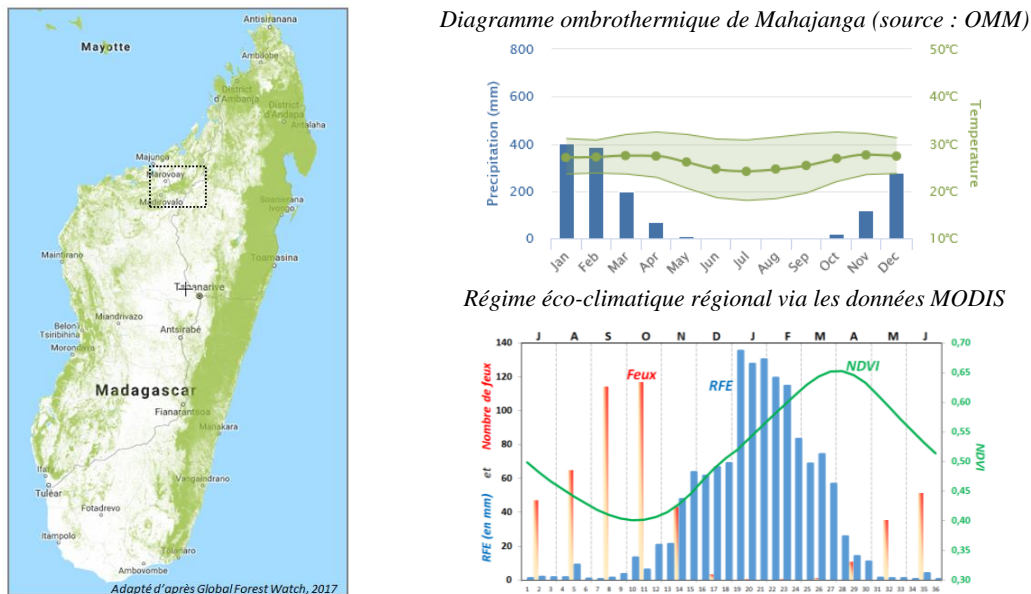 Antisiranana
Mayotte
Ambilobe
District
d'Ambanja
District
d'Andapa
Antalaha
Majunga
Marovoay
Madirovalo
Soanierana
Ivongo
Maintirano
Toamasina
Tananarive
Miandrivazo
Antsirabé
Belon
Tsiribihina
Morondava
Madagascar
Fianarantsoa
Manakara
Ifaty
Vangaindrano
Tuléar
Fotadrevo
Itampolo
Tolanaro
Ambovombe
Adapté d'après Global Forest Watch, 2017
Diagramme ombrothermique de Mahajanga (source : OMM)
800 50°C
600 40°C
400 30°C
200 20°C
0 10°C
Precipitation (mm)
Temperature
Jan Feb Mar Apr May Jun Jul Aug Sep Oct Nov Dec
Régime éco-climatique régional via les données MODIS
J A S O N D J F M A M J
140 0,70
120 0,65
100 0,60
80 0,55
0,50
60 0,45
40 0,40
20 0,35
0 0,30
Feux
RFE
NDVI
RFE (en mm) et Nombre de feux
NDVI
1 2 3 4 5 6 7 8 9 10 11 12 13 14 15 16 17 18 19 20 21 22 23 24 25 26 27 28 29 30 31 32 33 34 35 36